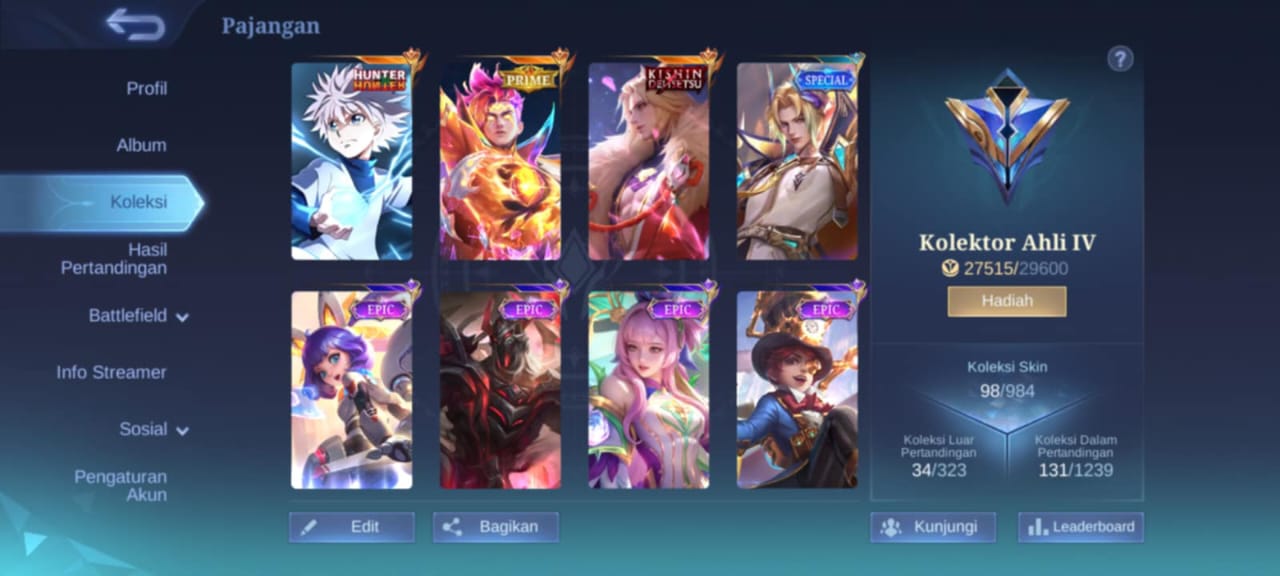 Pajangan
Profil
Album
Koleksi
Hasil
Pertandingan
Battlefield
Info Streamer
Sosial
Pengaturan
Akun
HUNTER
HUNTER
PRIME
KISHIN
DENSETSU
SPECIAL
EPIC
EPIC
EPIC
EPIC
Edit
Bagikan
?
Kolektor Ahli IV
27515/29600
Hadiah
Koleksi Skin
98/984
Koleksi Luar
Pertandingan
34/323
Koleksi Dalam
Pertandingan
131/1239
Kunjungi
Leaderboard